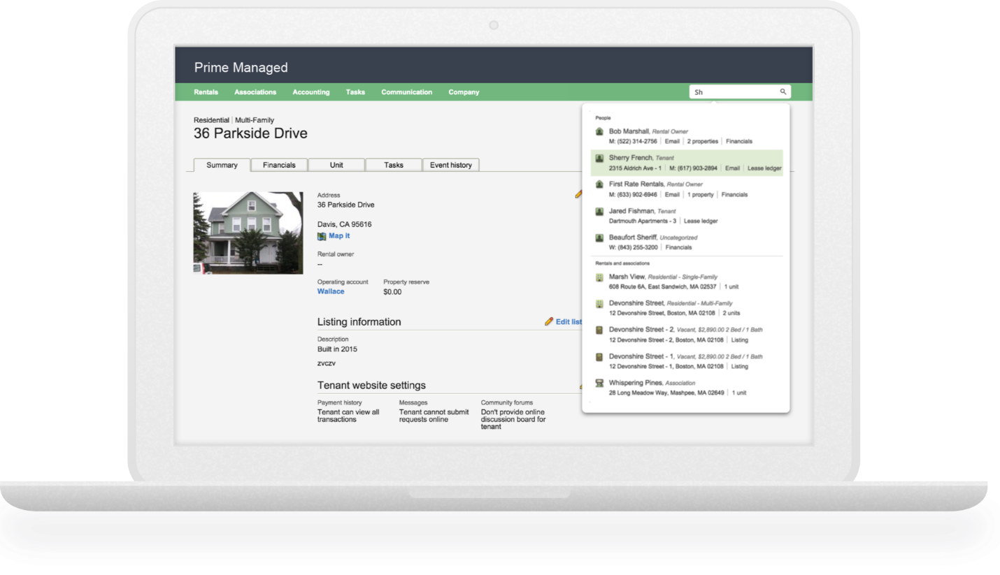 Prime Managed
Rentals Associations Accounting Tasks Communication Company
Sh
Residential | Multi-Family
36 Parkside Drive
Summary Financials Unit Tasks Event history
Address
36 Parkside Drive
Davis, CA 95616
Map it
Rental owner
--
Operating account Property reserve
Wallace $0.00
Listing information
Edit list
Description
Built in 2015
zvczv
Tenant website settings
Payment history Messages Community forums
Tenant can view all Tenant cannot submit Don't provide online
transactions requests online discussion board for
tenant
People
Bob Marshall, Rental Owner
M: (522) 314-2756 | Email | 2 properties | Financials
Sherry French, Tenant
2315 Aldrich Ave - 1 | M: (617) 903-2894 | Email | Lease ledger
First Rate Rentals, Rental Owner
M: (633) 902-6946 | Email | 1 property | Financials
Jared Fishman, Tenant
Dartmouth Apartments - 3 | Lease ledger
Beaufort Sheriff, Uncategorized
W: (843) 255-3200 | Financials
Rentals and associations
Marsh View, Residential - Single-Family
608 Route 6A, East Sandwich, MA 02537 | 1 unit
Devonshire Street, Residential - Multi-Family
12 Devonshire Street, Boston, MA 02108 | 2 units
Devonshire Street - 2, Vacant, $2,890.00 2 Bed / 1 Bath
12 Devonshire Street - 2, Boston, MA 02108 | Listing
Devonshire Street - 1, Vacant, $2,890.00 2 Bed / 1 Bath
12 Devonshire Street - 1, Boston, MA 02108 | Listing
Whispering Pines, Association
28 Long Meadow Way, Mashpee, MA 02649 | 1 unit